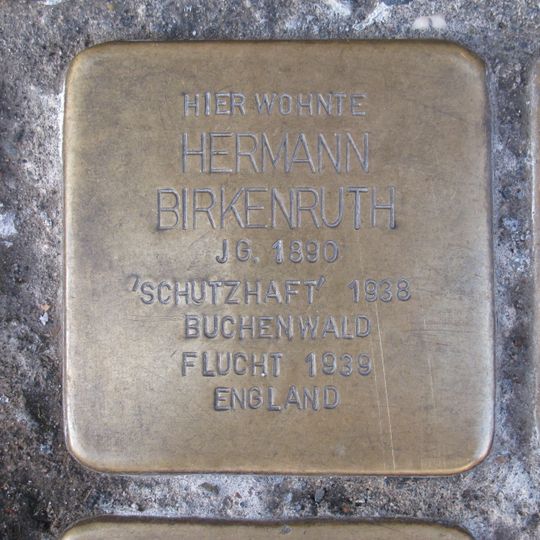 HIER WOHNTE
HERMANN
BIRKENRUTH
JG. 1890
'SCHUTZHAFT' 1938
BUCHENWALD
FLUCHT 1939
ENGLAND